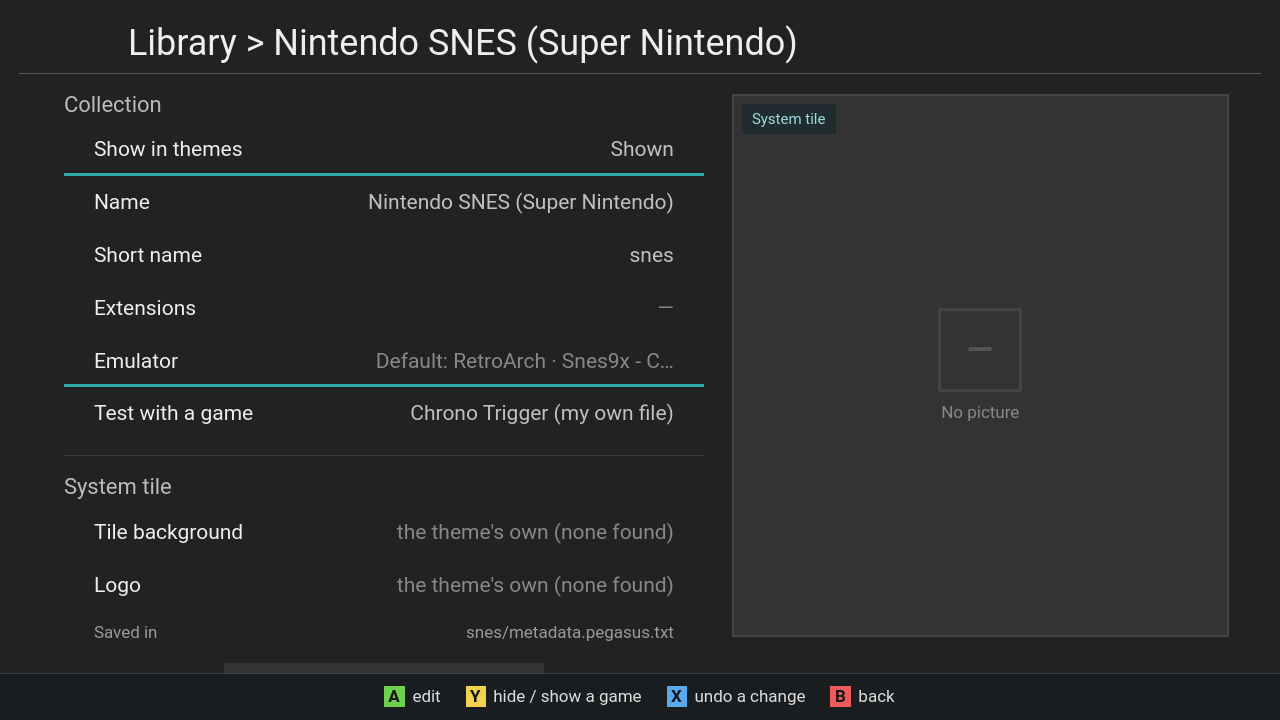 Library > Nintendo SNES (Super Nintendo)
Collection
Show in themes Shown
Name Nintendo SNES (Super Nintendo)
Short name snes
Extensions —
Emulator Default: RetroArch · Snes9x - C...
Test with a game Chrono Trigger (my own file)
System tile
Tile background the theme's own (none found)
Logo the theme's own (none found)
Saved in snes/metadata.pegasus.txt
System tile
No picture
A edit Y hide / show a game X undo a change B back